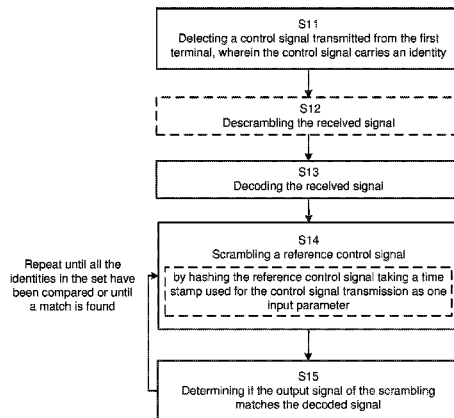 S11
Detecting a control signal transmitted from the first
terminal, wherein the control signal carries an identity
S12
Descrambling the received signal
S13
Decoding the received signal
S14
Scrambling a reference control signal
by hashing the reference control signal taking a time
stamp used for the control signal transmission as one
input parameter
Repeat until all the
identities in the set have
been compared or until
a match is found
S15
Determining if the output signal of the scrambling
matches the decoded signal